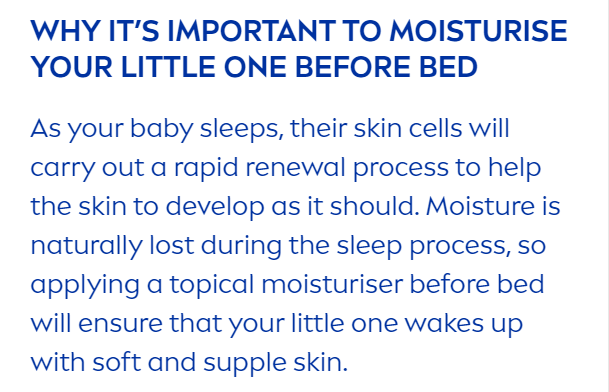 WHY IT’S IMPORTANT TO MOISTURISE
YOUR LITTLE ONE BEFORE BED
As your baby sleeps, their skin cells will
carry out a rapid renewal process to help
the skin to develop as it should. Moisture is
naturally lost during the sleep process, so
applying a topical moisturiser before bed
will ensure that your little one wakes up
with soft and supple skin.